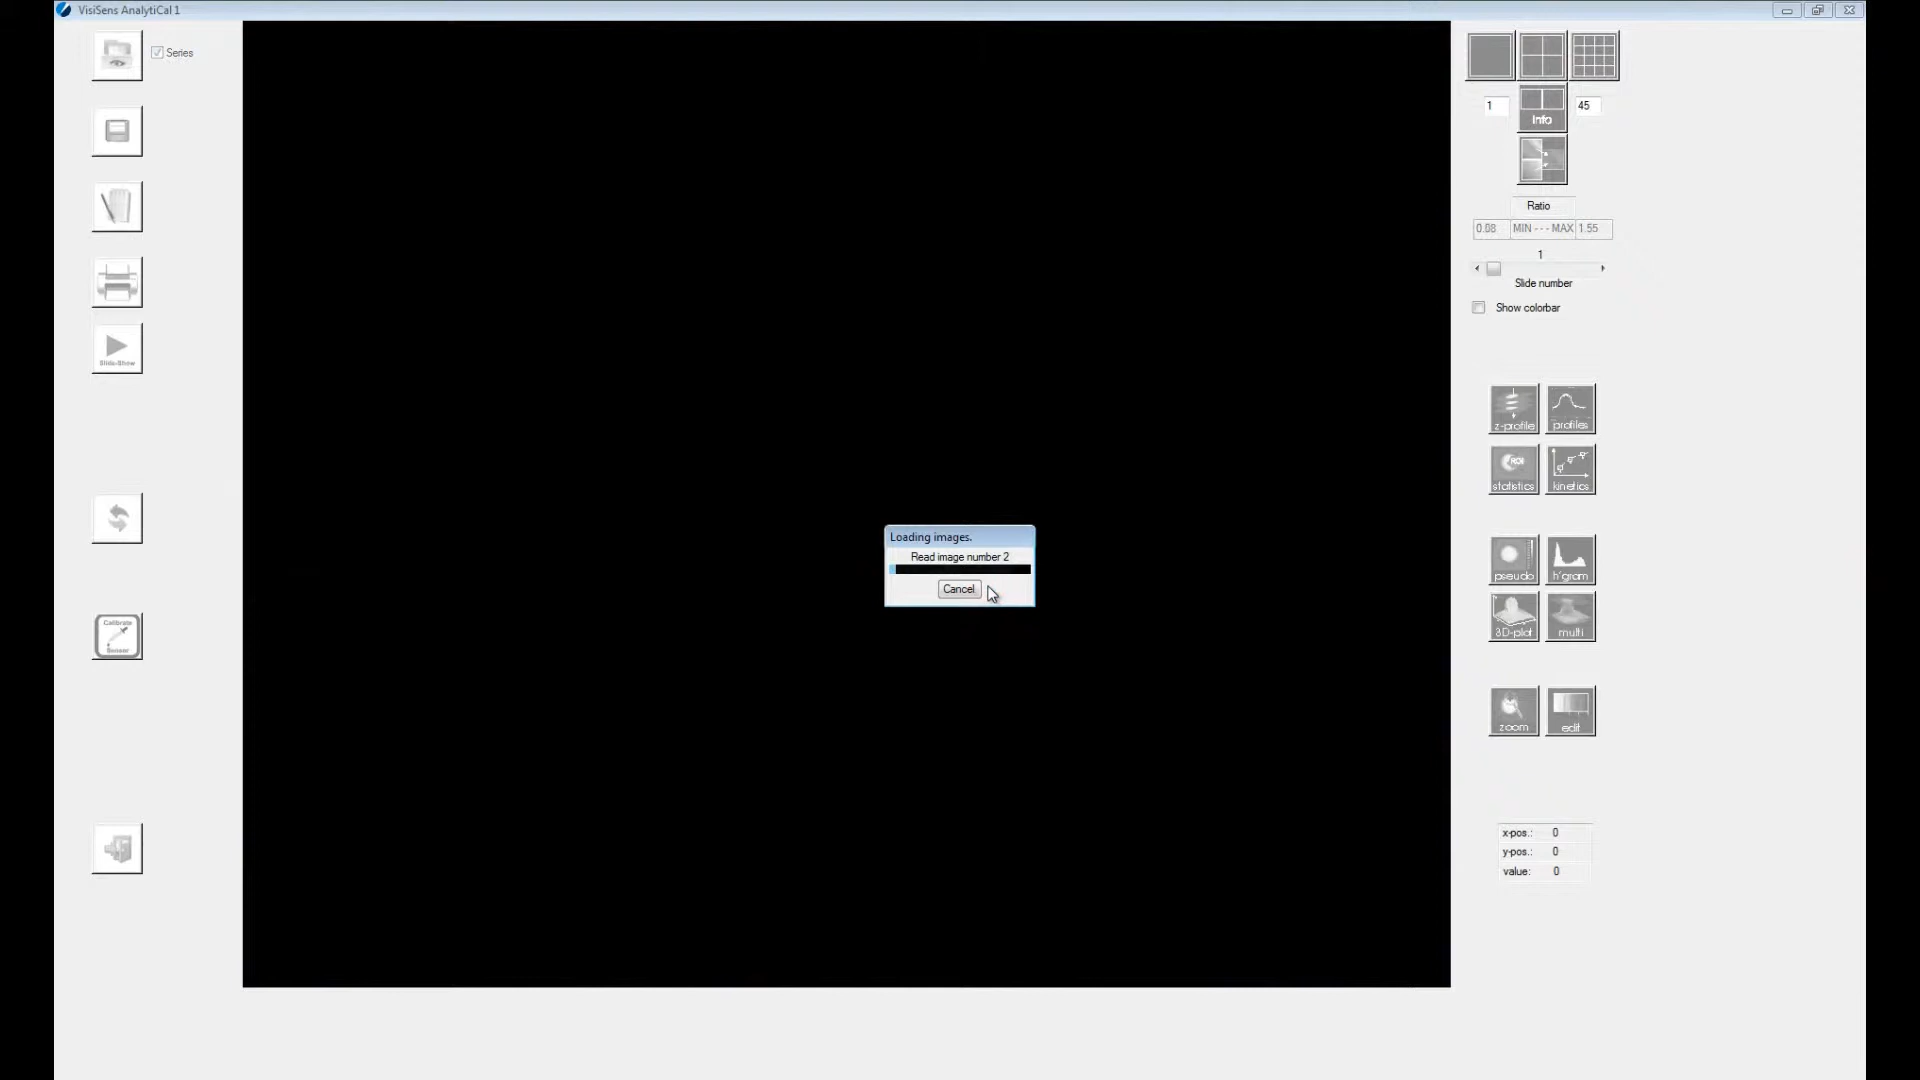 VisiSens AnalytiCal 1
Series
Slide-Show
Calibrate
Sensor
Loading images.
Read image number 2
Cancel
1
Info
45
Ratio
0.08 MIN - - - MAX 1.55
1
Slide number
Show colorbar
z-profile
profiles
ROI
statistics
kinetics
pseudo
h'gram
3D-plot
multi
zoom
edit
x-pos.: 0
y-pos.: 0
value: 0